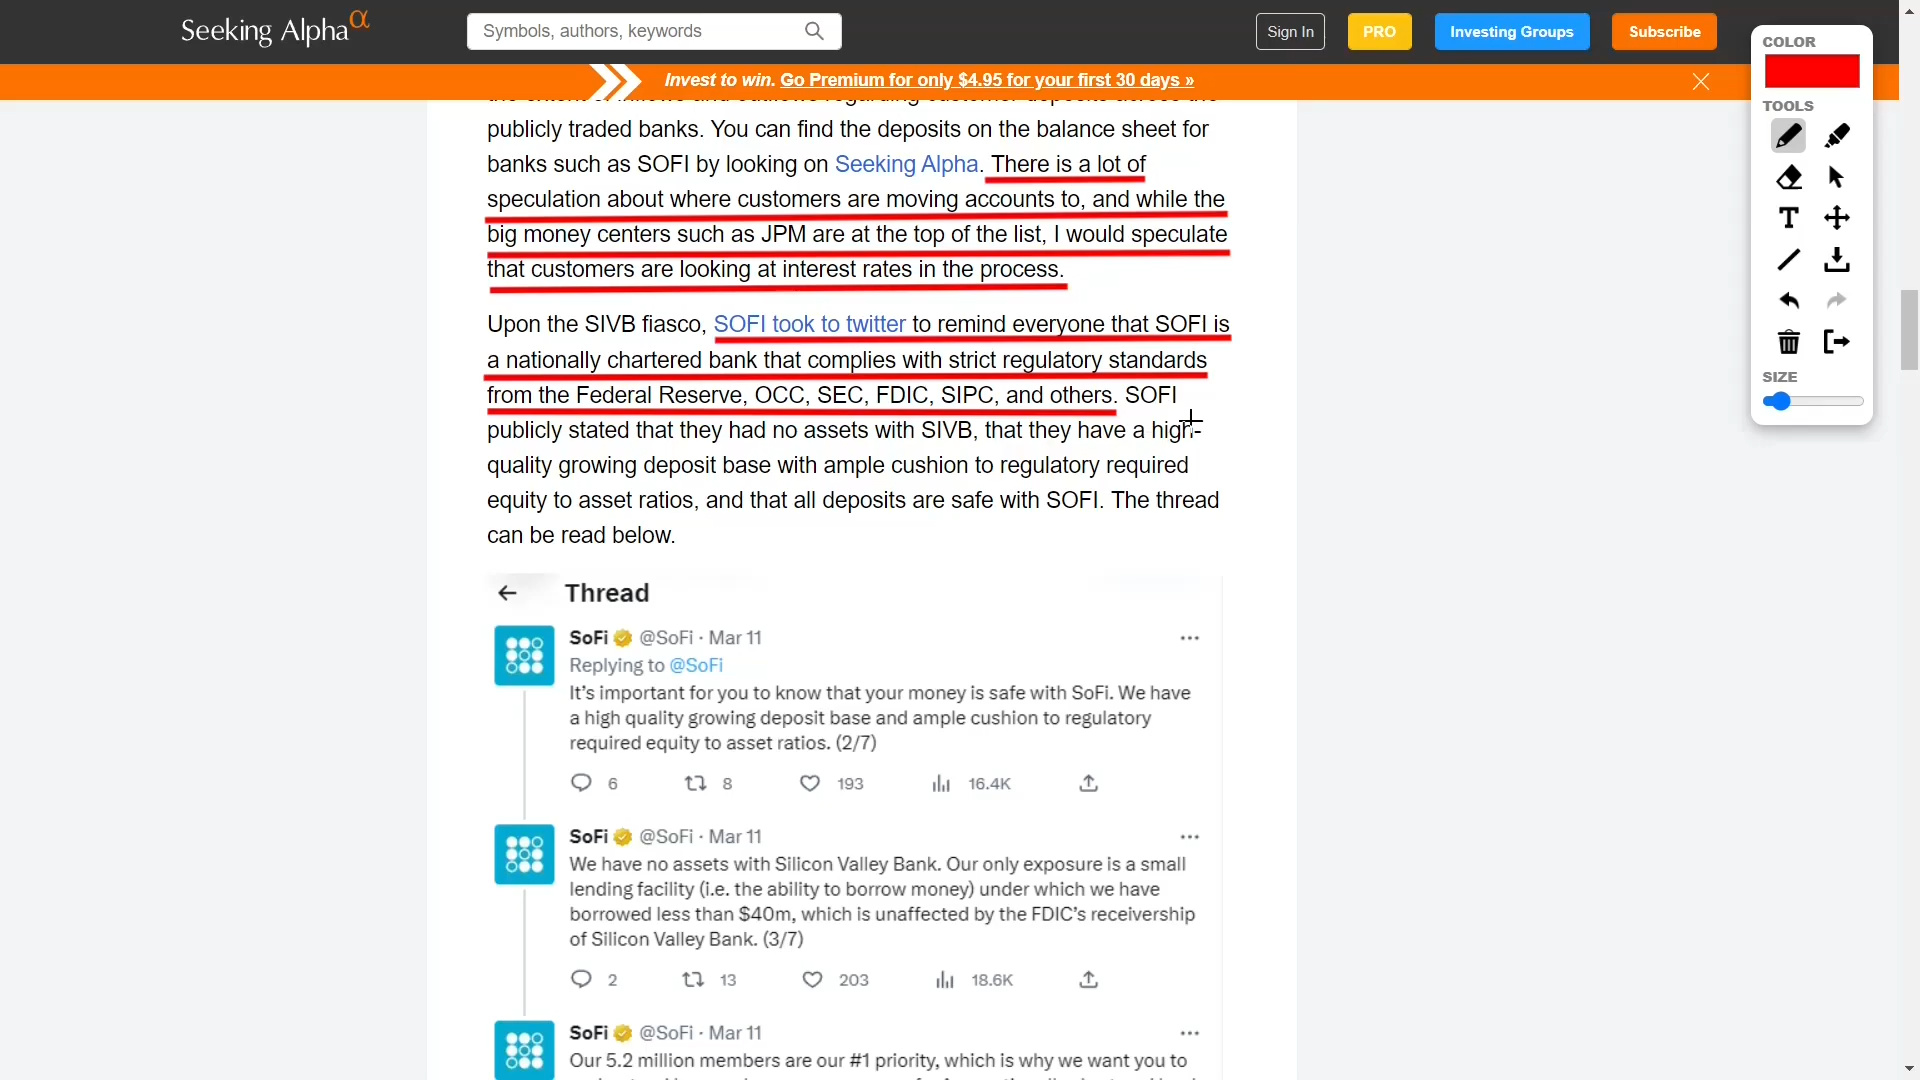 Seeking Alpha α
Symbols, authors, keywords
Sign In
PRO
Investing Groups
Subscribe
Invest to win. Go Premium for only $4.95 for your first 30 days »
publicly traded banks. You can find the deposits on the balance sheet for
banks such as SOFI by looking on Seeking Alpha. There is a lot of
speculation about where customers are moving accounts to, and while the
big money centers such as JPM are at the top of the list, I would speculate
that customers are looking at interest rates in the process.
Upon the SIVB fiasco, SOFI took to twitter to remind everyone that SOFI is
a nationally chartered bank that complies with strict regulatory standards
from the Federal Reserve, OCC, SEC, FDIC, SIPC, and others. SOFI
publicly stated that they had no assets with SIVB, that they have a high-
quality growing deposit base with ample cushion to regulatory required
equity to asset ratios, and that all deposits are safe with SOFI. The thread
can be read below.
Thread
SoFi @SoFi · Mar 11
Replying to @SoFi
It's important for you to know that your money is safe with SoFi. We have
a high quality growing deposit base and ample cushion to regulatory
required equity to asset ratios. (2/7)
6 8 193 16.4K
SoFi @SoFi · Mar 11
We have no assets with Silicon Valley Bank. Our only exposure is a small
lending facility (i.e. the ability to borrow money) under which we have
borrowed less than $40m, which is unaffected by the FDIC's receivership
of Silicon Valley Bank. (3/7)
2 13 203 18.6K
SoFi @SoFi · Mar 11
Our 5.2 million members are our #1 priority, which is why we want you to
COLOR
TOOLS
T
SIZE